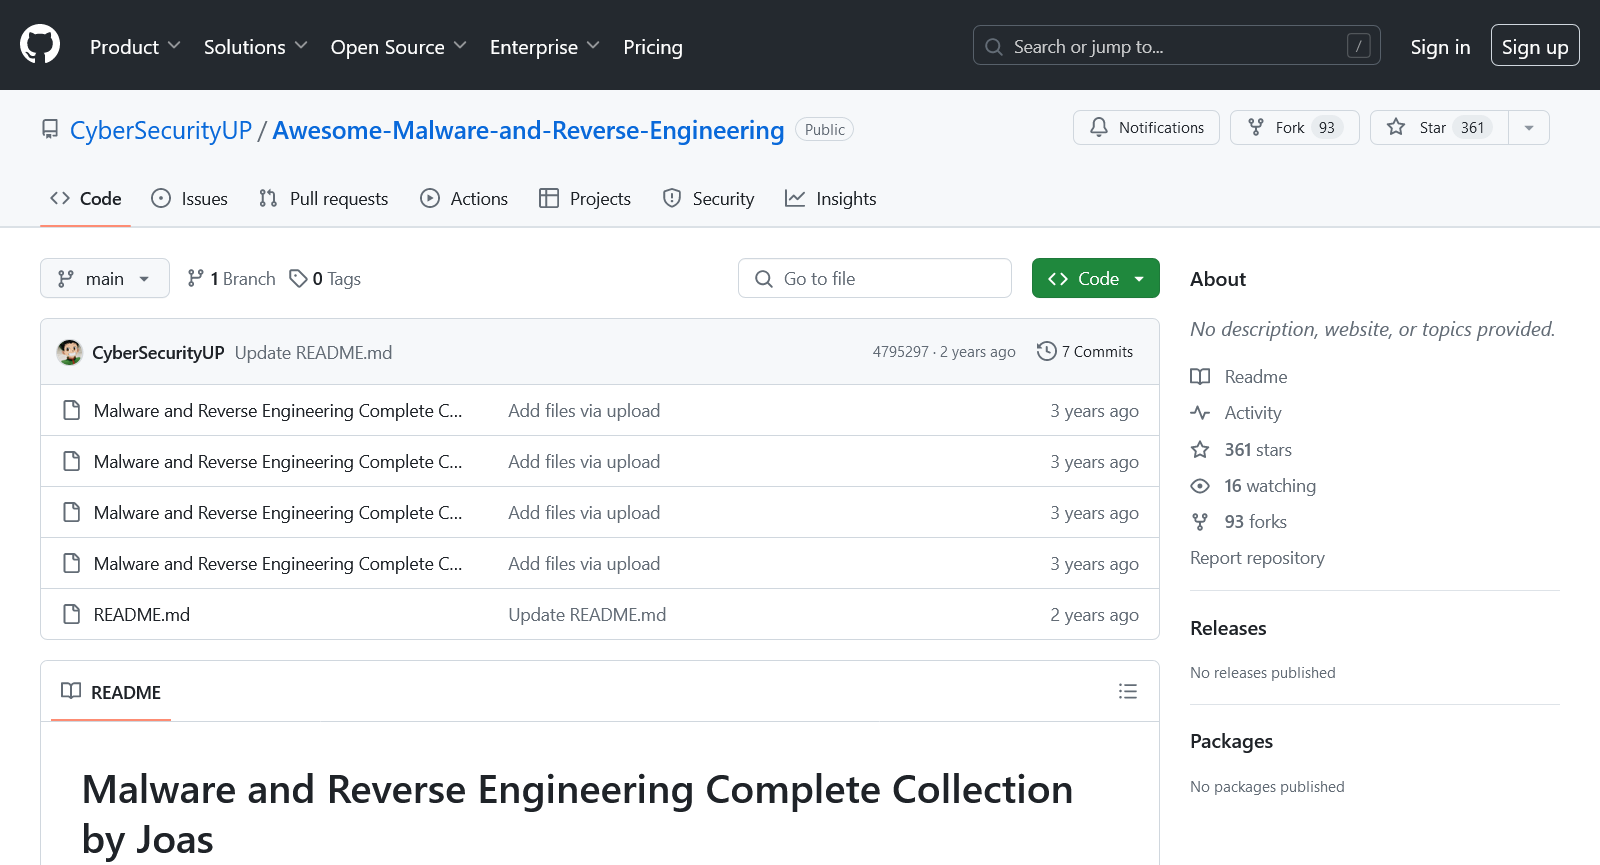 Product Solutions Open Source Enterprise Pricing Search or jump to... / Sign in Sign up
CyberSecurityUP / Awesome-Malware-and-Reverse-Engineering Public Notifications Fork 93 Star 361
Code Issues Pull requests Actions Projects Security Insights
main 1 Branch 0 Tags Go to file Code
CyberSecurityUP Update README.md 4795297 · 2 years ago 7 Commits
Malware and Reverse Engineering Complete C... Add files via upload 3 years ago
Malware and Reverse Engineering Complete C... Add files via upload 3 years ago
Malware and Reverse Engineering Complete C... Add files via upload 3 years ago
Malware and Reverse Engineering Complete C... Add files via upload 3 years ago
README.md Update README.md 2 years ago
README
Malware and Reverse Engineering Complete Collection
by Joas
About
No description, website, or topics provided.
Readme
Activity
361 stars
16 watching
93 forks
Report repository
Releases
No releases published
Packages
No packages published